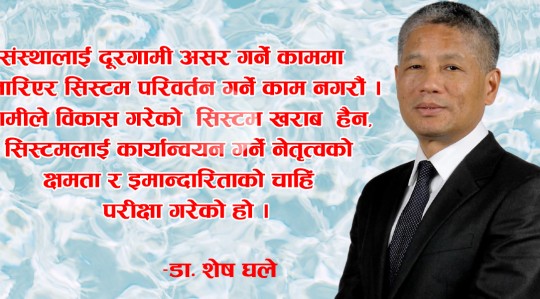 संस्थालाई दूरगामी असर गर्ने काममा
सिस्टम परिवर्तन गर्ने काम नगरौं ।
विकास गरेको सिस्टम खराब हैन,
सिस्टमलाई कार्यान्वयन गर्ने नेतृत्वको
क्षमता र इमान्दारिताको चाहिं
परीक्षा गरेको हो ।
-डा. शेष घले